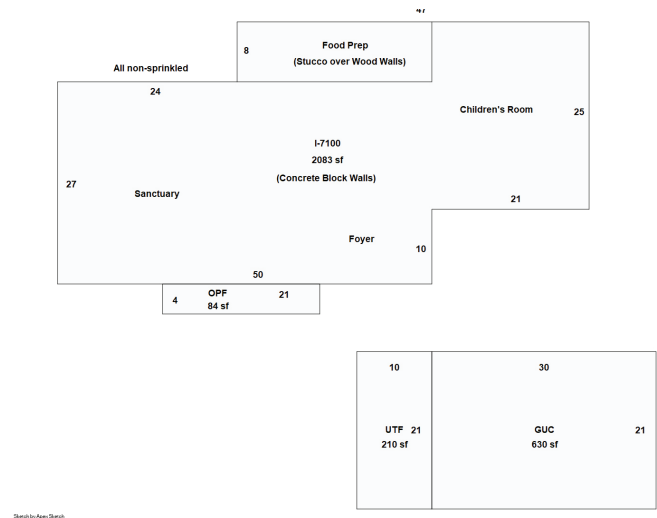 47
8
Food Prep
(Stucco over Wood Walls)
All non-sprinkled
24
Children's Room
25
I-7100
2083 sf
(Concrete Block Walls)
27
Sanctuary
21
Foyer
10
50
4
OPF
21
84 sf
10
30
UTF 21
GUC
21
210 sf
630 sf
Sketch by Apex Sketch